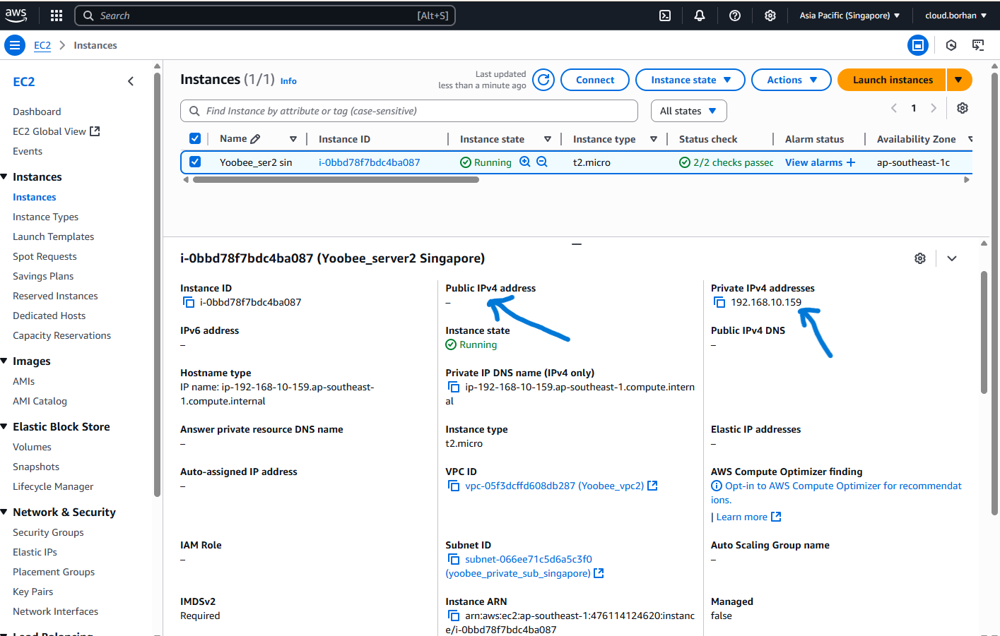 aws
Search [Alt+S]
Asia Pacific (Singapore)
cloud.borhan
EC2 Instances
EC2
Dashboard
EC2 Global View
Events
Instances
Instances
Instance Types
Launch Templates
Spot Requests
Savings Plans
Reserved Instances
Dedicated Hosts
Capacity Reservations
Images
AMIs
AMI Catalog
Elastic Block Store
Volumes
Snapshots
Lifecycle Manager
Network & Security
Security Groups
Elastic IPs
Placement Groups
Key Pairs
Network Interfaces
Load Balancing
Instances (1/1) Info
Last updated
less than a minute ago
Connect
Instance state
Actions
Launch instances
Find Instance by attribute or tag (case-sensitive)
All states
1
Name Instance ID Instance state Instance type Status check Alarm status Availability Zone
Yoobee_ser2 sin i-0bbd78f7bdc4ba087 Running t2.micro 2/2 checks passed View alarms + ap-southeast-1c
i-0bbd78f7bdc4ba087 (Yoobee_server2 Singapore)
Instance ID
i-0bbd78f7bdc4ba087
Public IPv4 address
–
Private IPv4 addresses
192.168.10.159
IPv6 address
–
Instance state
Running
Public IPv4 DNS
–
Hostname type
IP name: ip-192-168-10-159.ap-southeast-
1.compute.internal
Private IP DNS name (IPv4 only)
ip-192-168-10-159.ap-southeast-1.compute.intern
al
Answer private resource DNS name
–
Instance type
t2.micro
Elastic IP addresses
–
Auto-assigned IP address
–
VPC ID
vpc-05f3dcffd608db287 (Yoobee_vpc2)
AWS Compute Optimizer finding
Opt-in to AWS Compute Optimizer for recommendat
ions.
| Learn more
IAM Role
–
Subnet ID
subnet-066ee71c5d6a5c3f0
(yoobee_private_sub_singapore)
Auto Scaling Group name
–
IMDSv2
Required
Instance ARN
arn:aws:ec2:ap-southeast-1:476114124620:instanc
e/i-0bbd78f7bdc4ba087
Managed
false